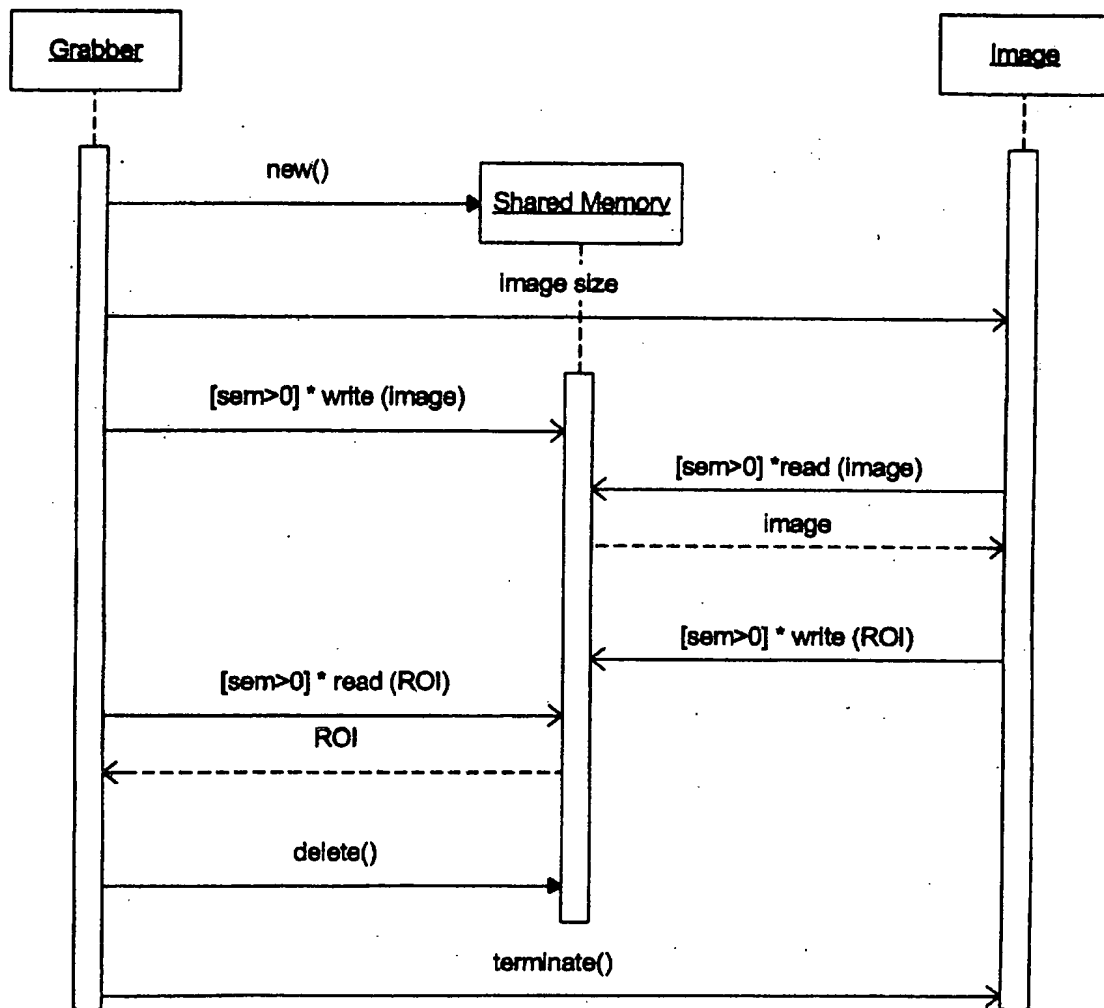 Grabber
Image
new()
Shared Memory
image size
[sem>0] * write (image)
[sem>0] *read (image)
image
[sem>0] * write (ROI)
[sem>0] * read (ROI)
ROI
delete()
terminate()